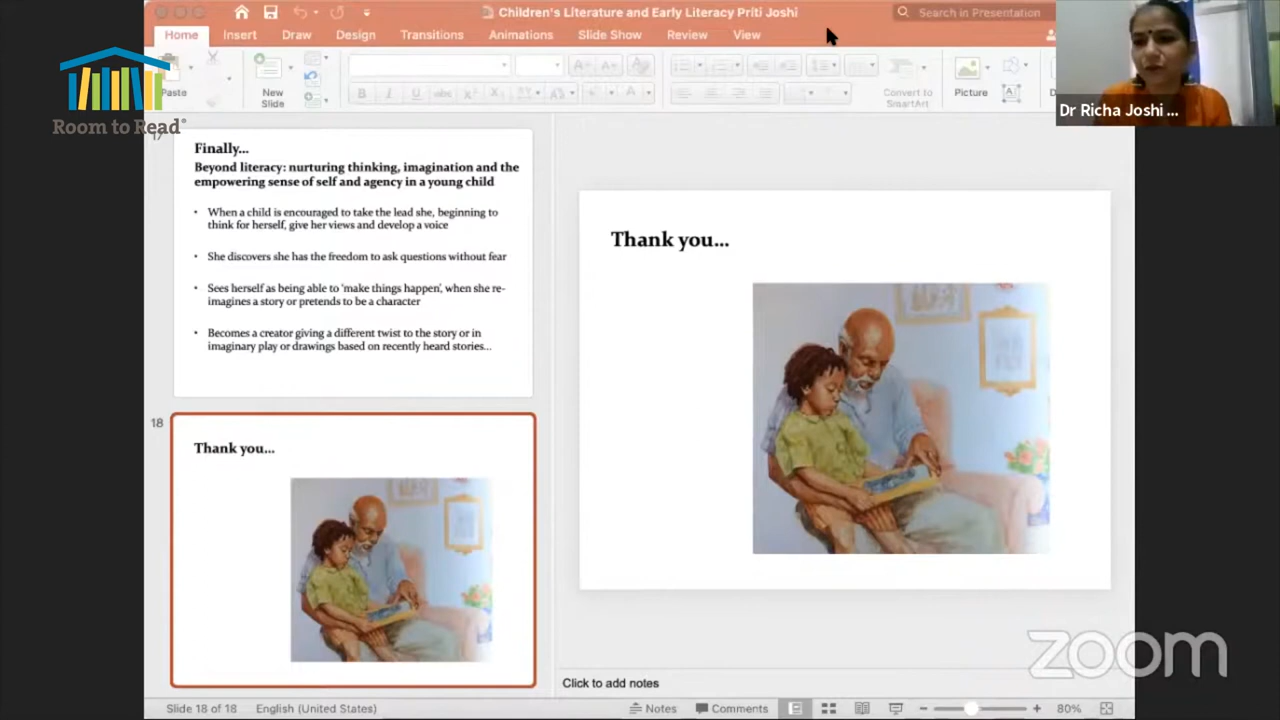 Children's Literature and Early Literacy Priti Joshi
Search in Presentation
Home Insert Draw Design Transitions Animations Slide Show Review View
Paste
New
Slide
Convert to
SmartArt
Picture
Room to Read®
Dr Richa Joshi ...
Finally...
Beyond literacy: nurturing thinking, imagination and the
empowering sense of self and agency in a young child
• When a child is encouraged to take the lead she, beginning to
think for herself, give her views and develop a voice
• She discovers she has the freedom to ask questions without fear
• Sees herself as being able to 'make things happen', when she re-
imagines a story or pretends to be a character
• Becomes a creator giving a different twist to the story or in
imaginary play or drawings based on recently heard stories...
18
Thank you...
Thank you...
zoom
Click to add notes
Slide 18 of 18 English (United States) Notes Comments 80%